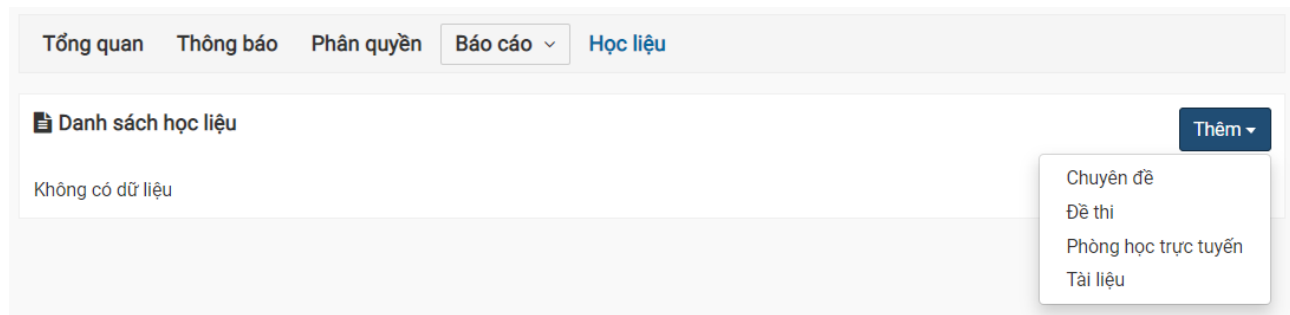 Tổng quan Thông báo Phân quyền Báo cáo Học liệu
Danh sách học liệu
Thêm
Không có dữ liệu
Chuyên đề
Đề thi
Phòng học trực tuyến
Tài liệu